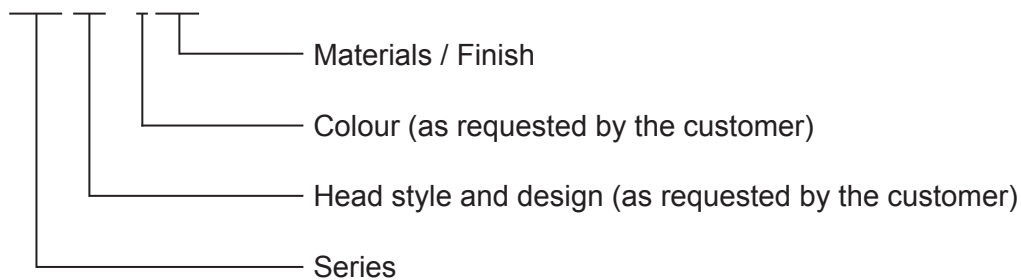 Materials / Finish
Colour (as requested by the customer)
Head style and design (as requested by the customer)
Series